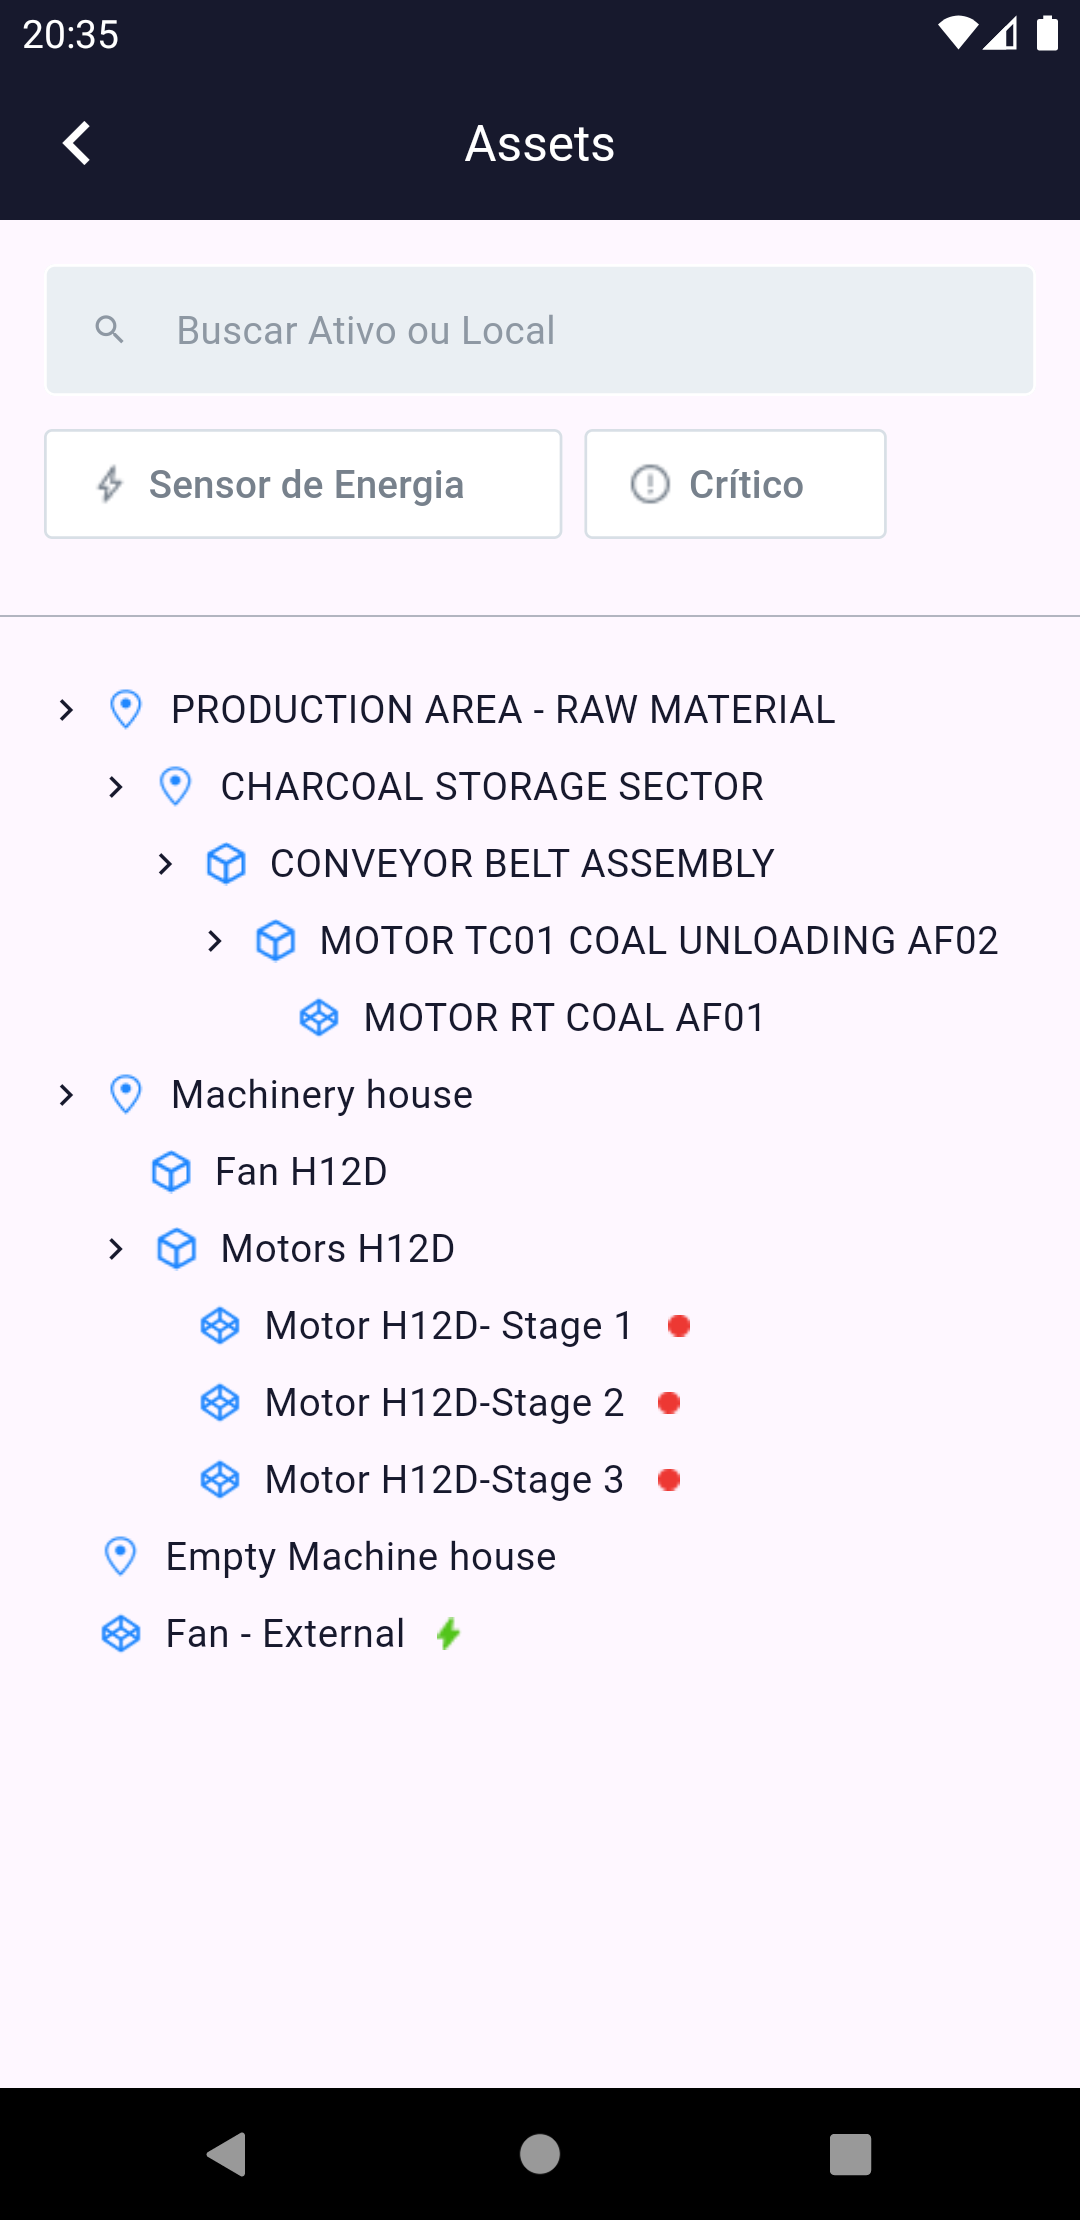 20:35
Assets
Buscar Ativo ou Local
Sensor de Energia
Crítico
PRODUCTION AREA - RAW MATERIAL
CHARCOAL STORAGE SECTOR
CONVEYOR BELT ASSEMBLY
MOTOR TC01 COAL UNLOADING AF02
MOTOR RT COAL AF01
Machinery house
Fan H12D
Motors H12D
Motor H12D- Stage 1
Motor H12D-Stage 2
Motor H12D-Stage 3
Empty Machine house
Fan - External